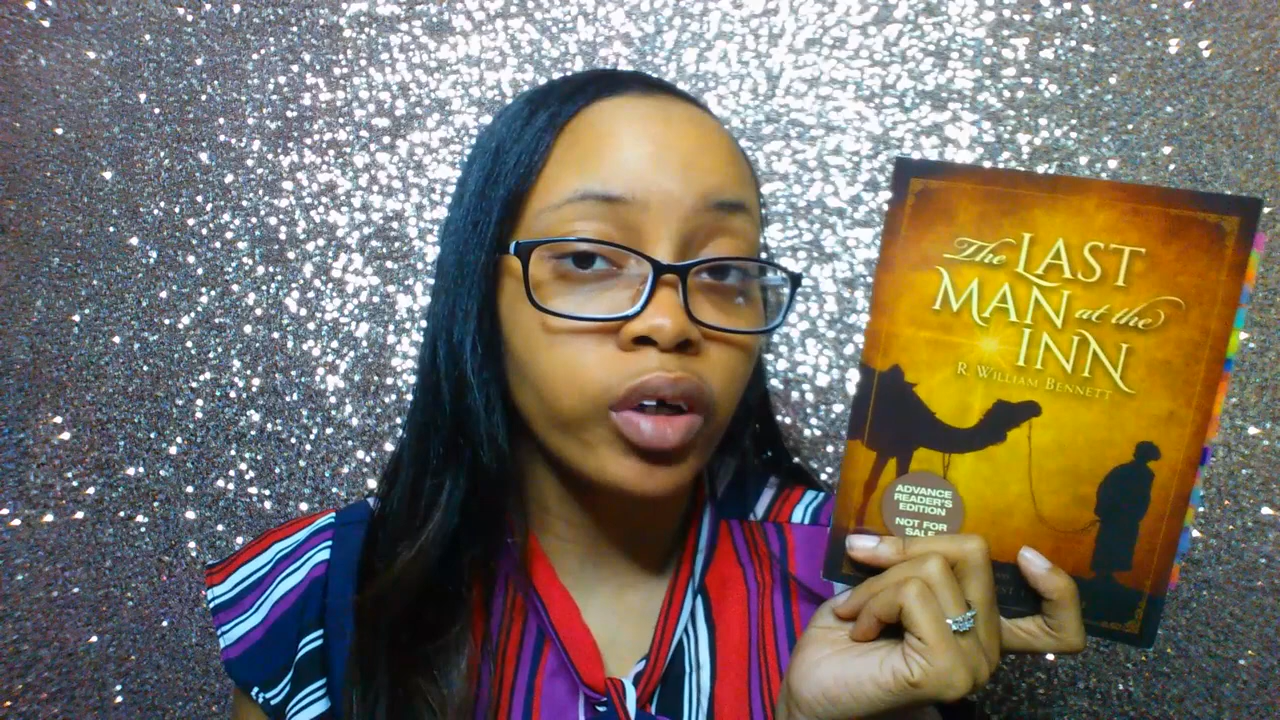 The LAST
MAN at the
INN
R. WILLIAM BENNETT
ADVANCE
READER'S
EDITION
NOT FOR
SALE